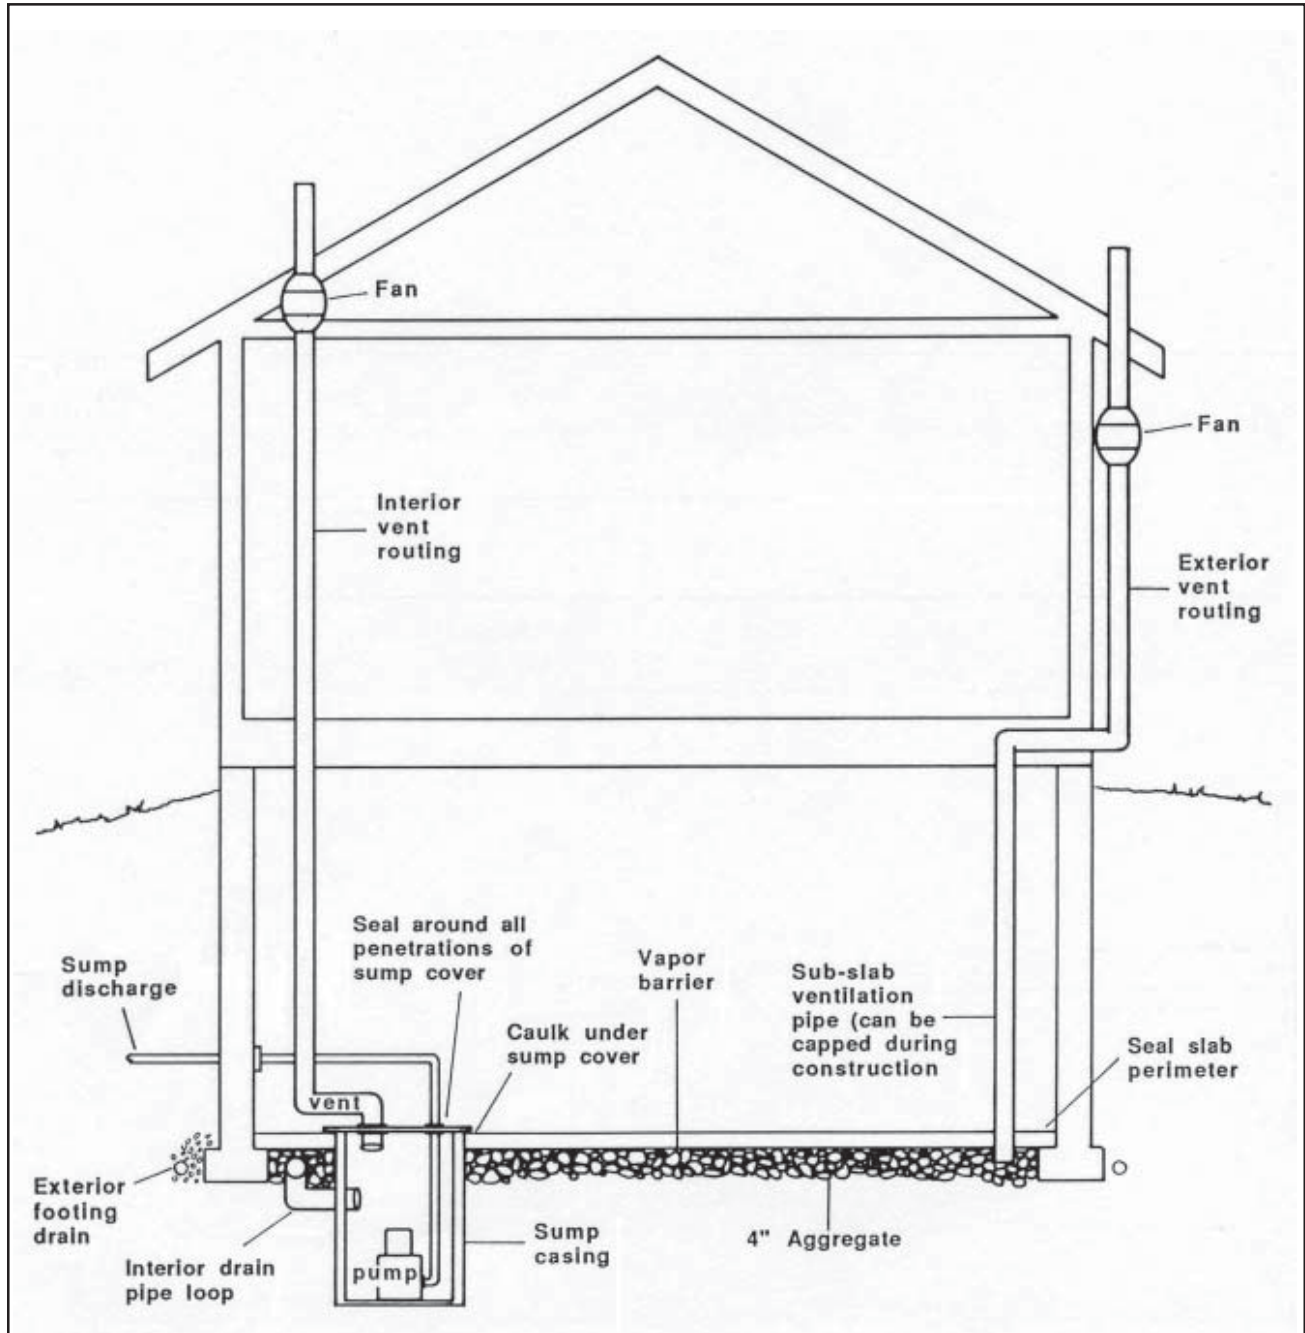 Fan
Fan
Interior
vent
routing
Exterior
vent
routing
Seal around all
penetrations of
sump cover
Vapor
barrier
Sub-slab
ventilation
pipe (can be
capped during
construction
Sump
discharge
Caulk under
sump cover
Seal slab
perimeter
vent
Exterior
footing
drain
Interior drain
pipe loop
pump
Sump
casing
4" Aggregate